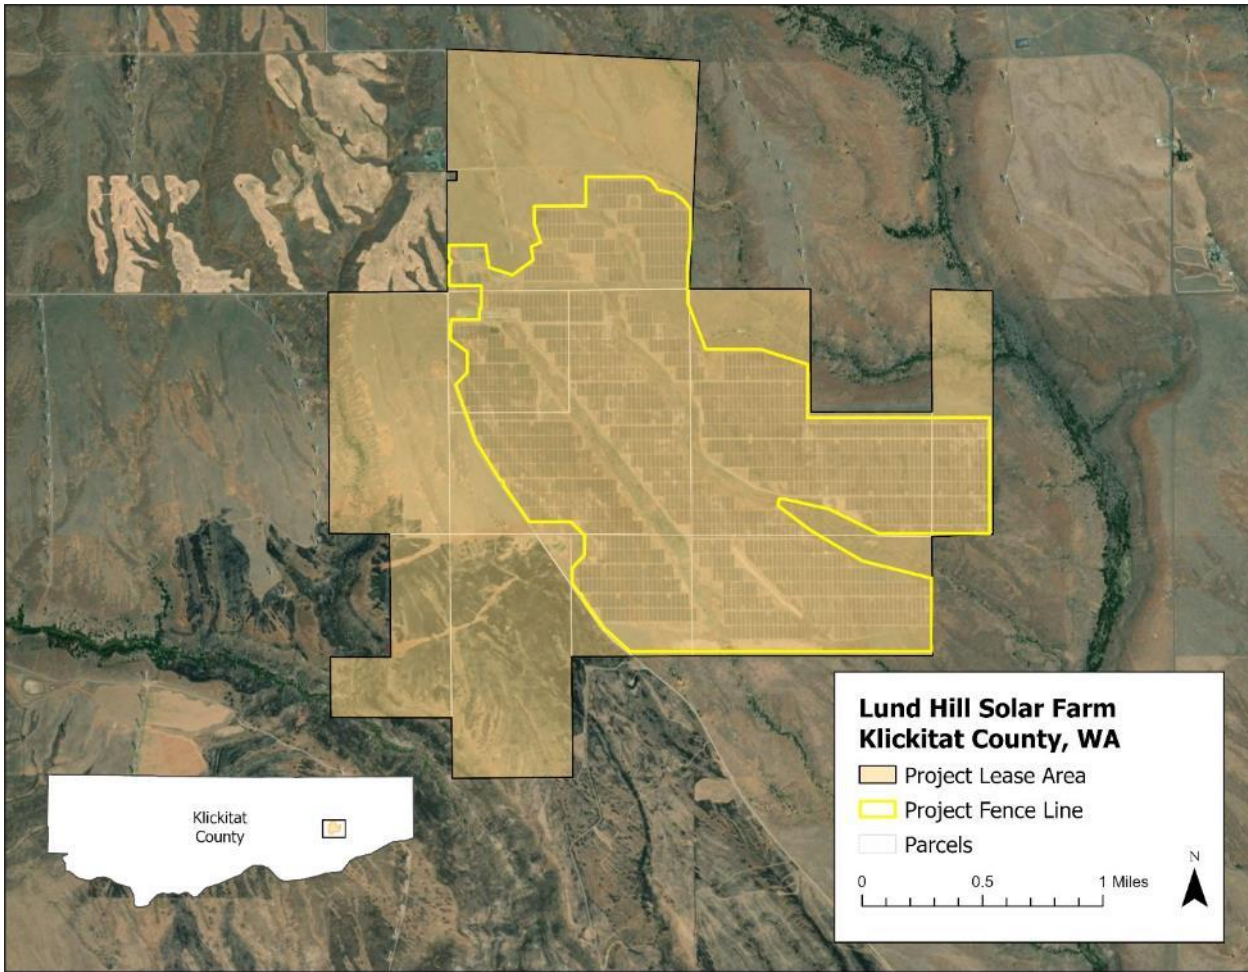 Klickitat
County
Lund Hill Solar Farm
Klickitat County, WA
Project Lease Area
Project Fence Line
Parcels
N
0 0.5 1 Miles